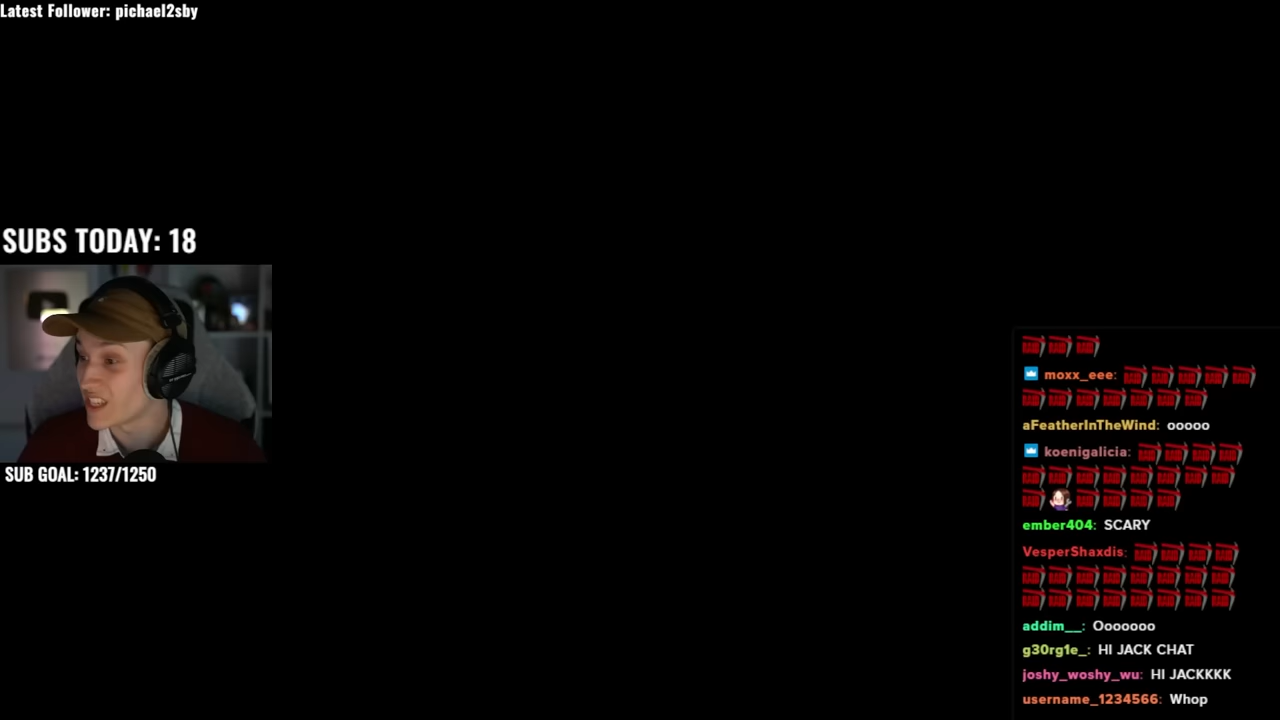 Latest Follower: pichael2sby
SUBS TODAY: 18
SUB GOAL: 1237/1250
moxx_eee:
aFeatherInTheWind: ooooo
koenigalicia:
ember404: SCARY
VesperShaxdis:
addim__: Ooooooo
g30rg1e_: HI JACK CHAT
joshy_woshy_wu: HI JACKKKK
username_1234566: Whop